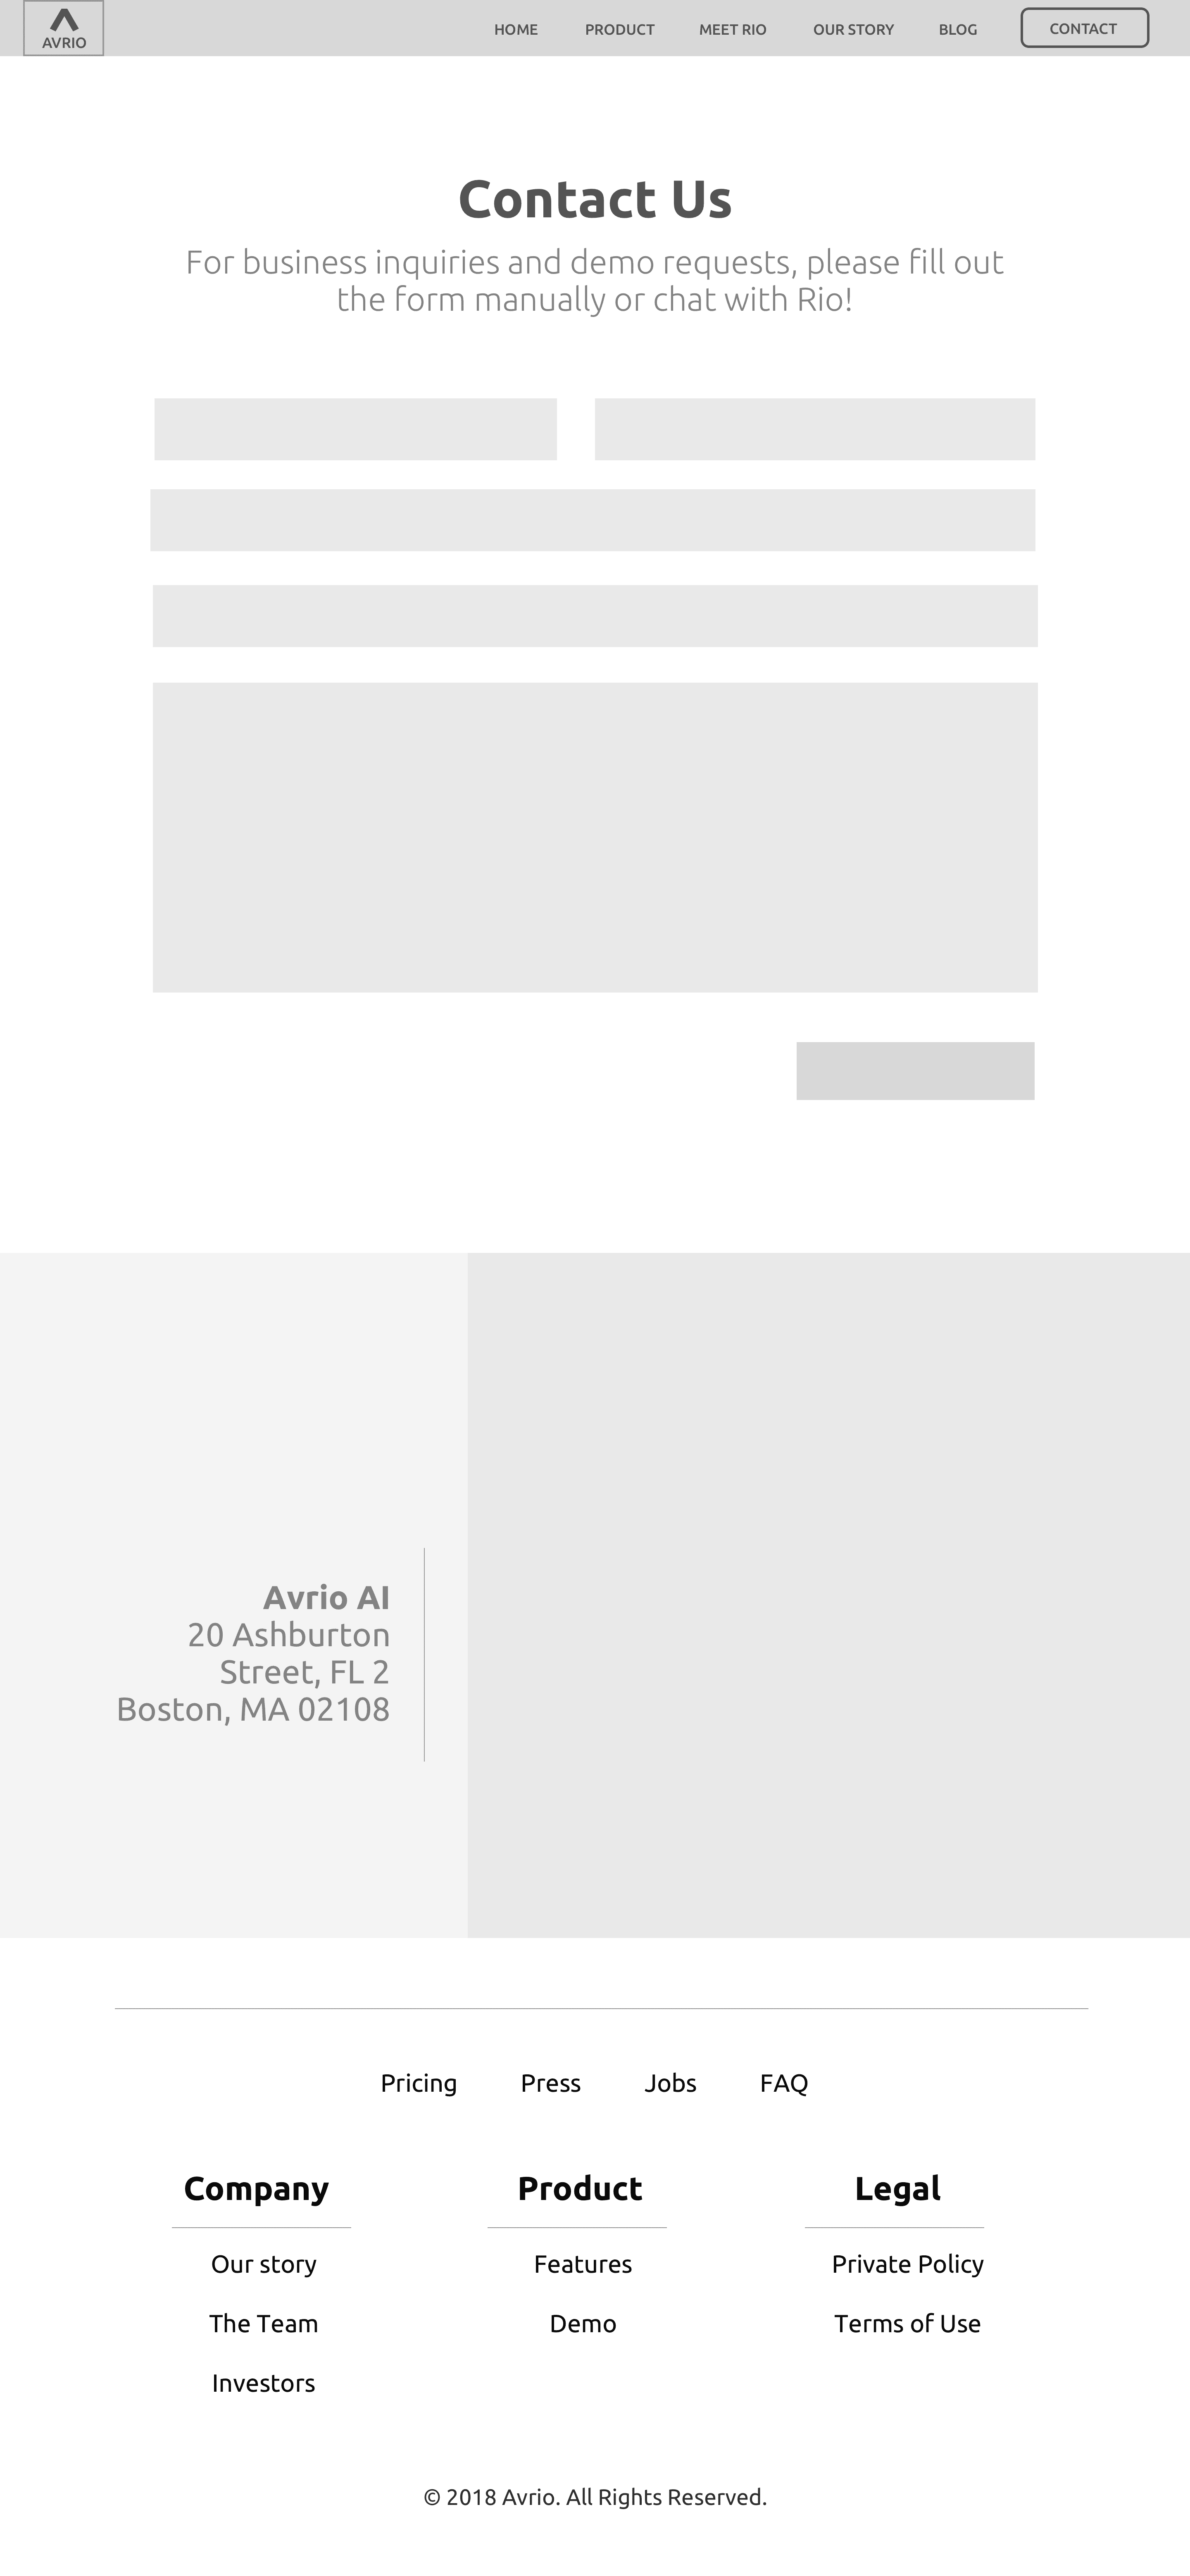 AVRIO
HOME PRODUCT MEET RIO OUR STORY BLOG CONTACT
Contact Us
For business inquiries and demo requests, please fill out
the form manually or chat with Rio!
Avrio AI
20 Ashburton
Street, FL 2
Boston, MA 02108
Pricing Press Jobs FAQ
Company Product Legal
Our story Features Private Policy
The Team Demo Terms of Use
Investors
© 2018 Avrio. All Rights Reserved.